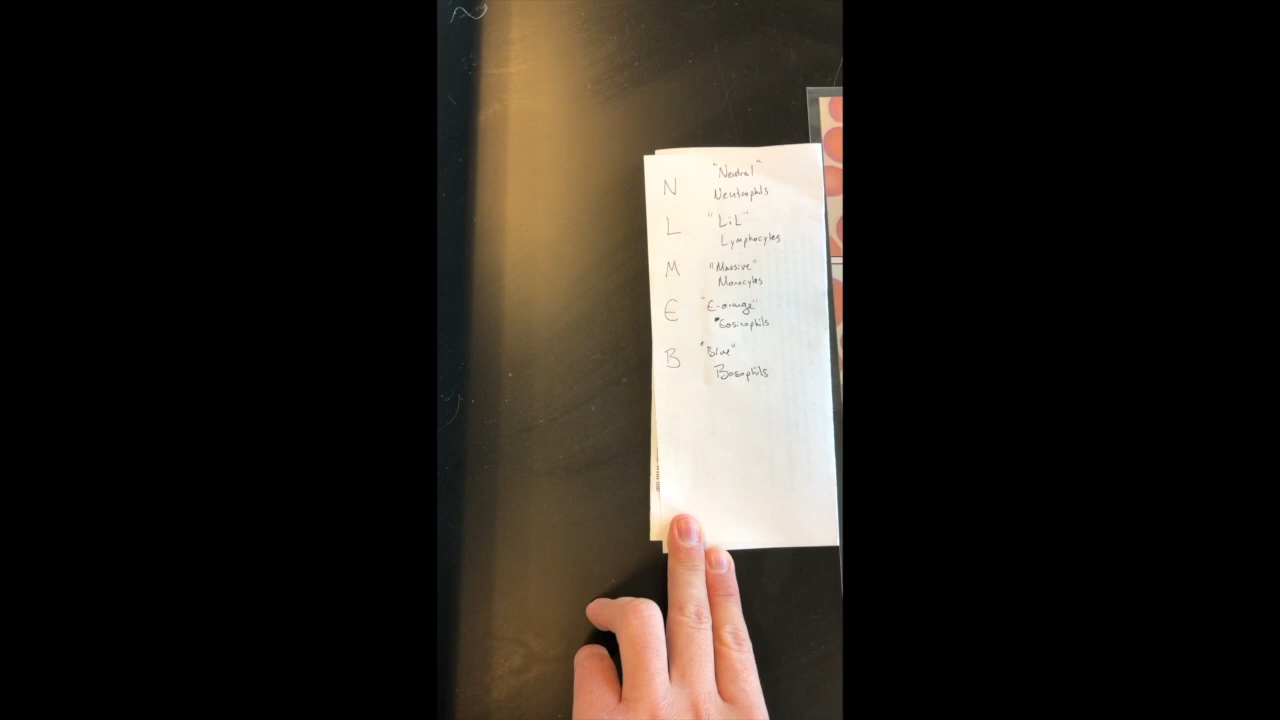 "Neutral"
N Neutrophils
"LiL"
L Lymphocytes
"Massive"
M Monocytes
"E-orange"
E Eosinophils
"Blue"
B Basophils